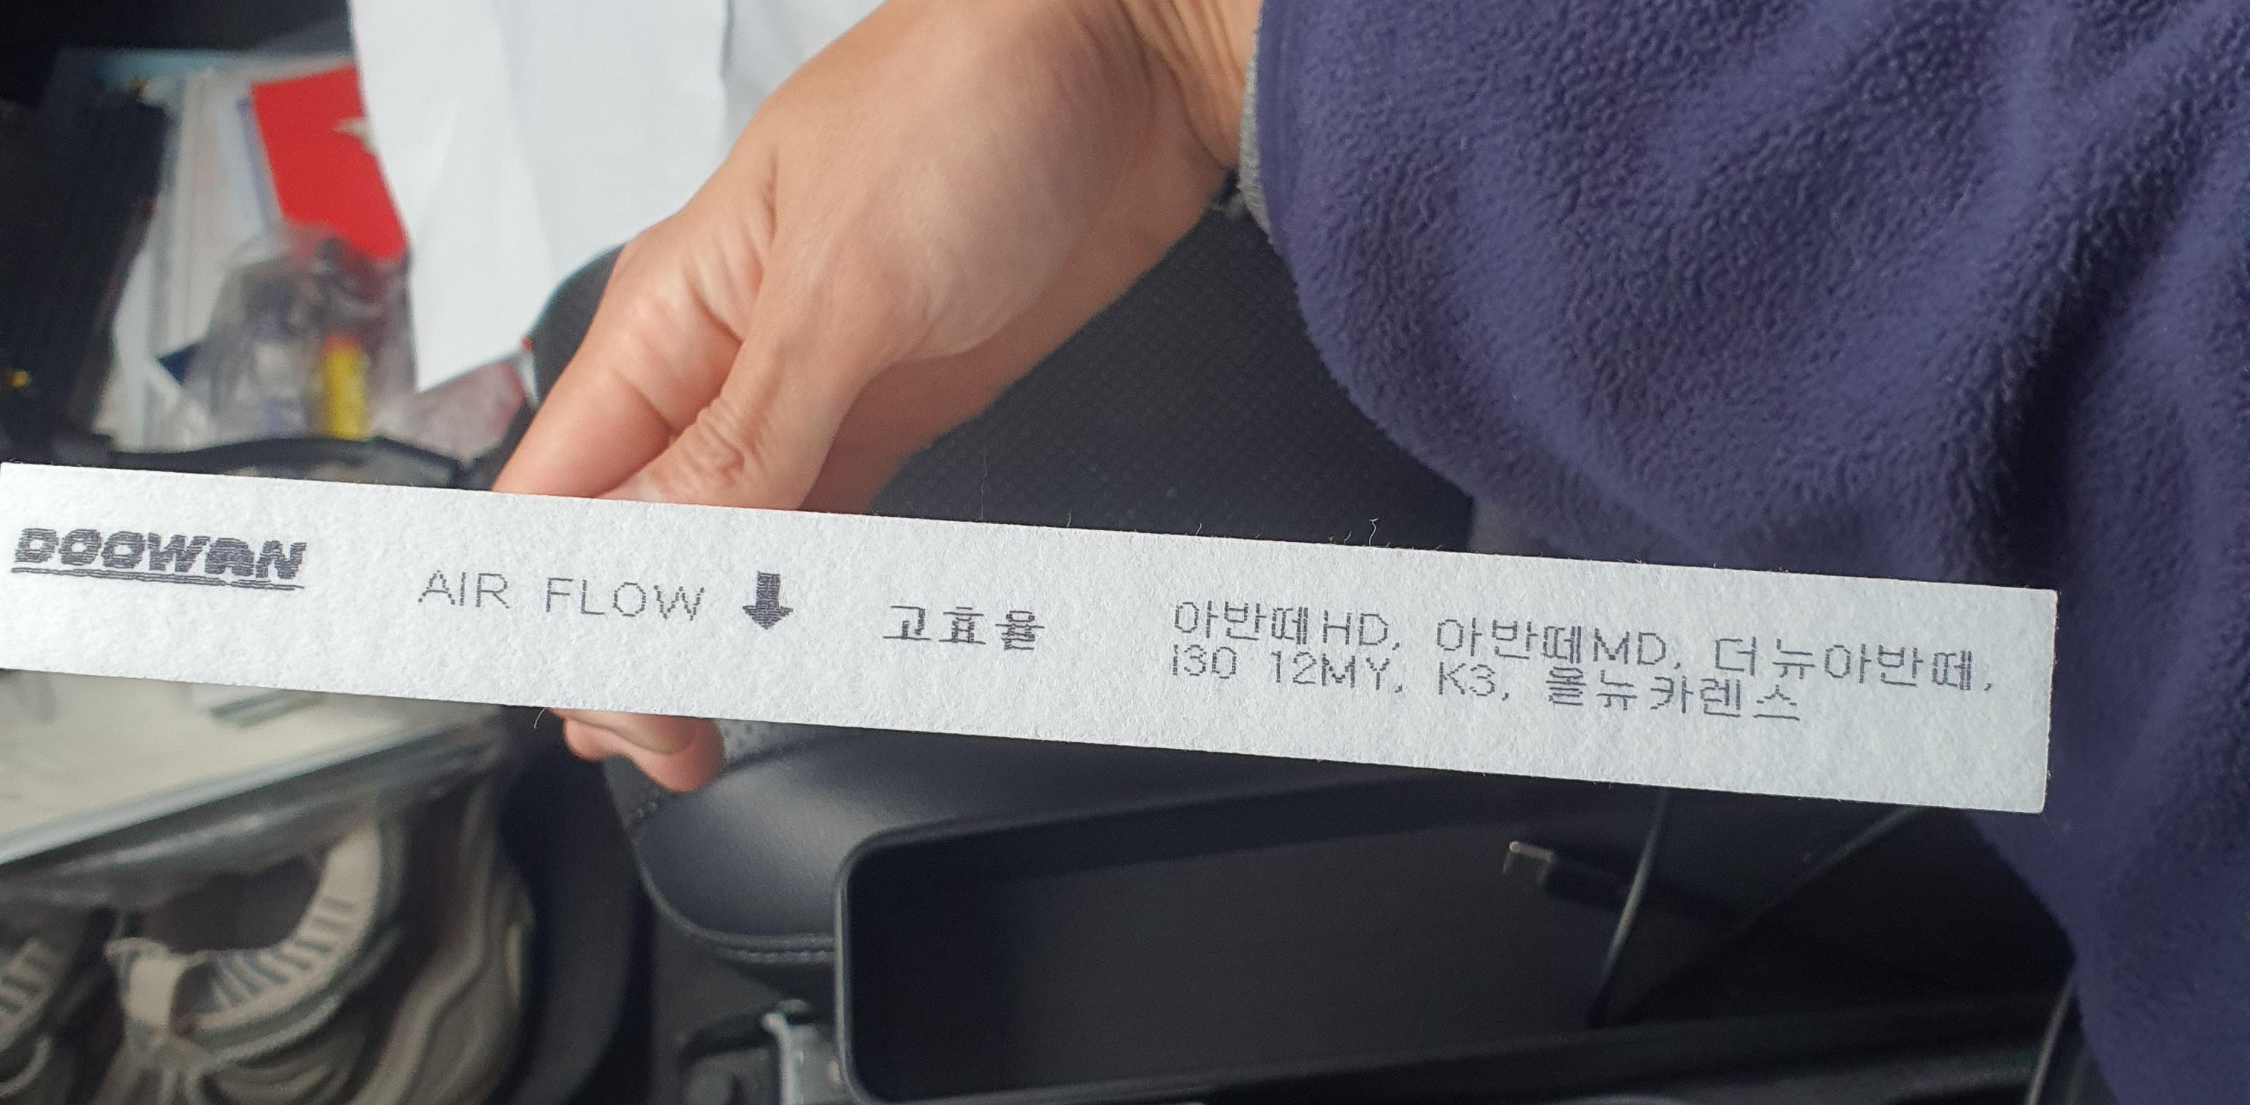 DOOWON
AIR FLOW ⬇
고효율
아반떼HD, 아반떼MD, 더뉴아반떼,
I30 12MY, K3, 올뉴카렌스